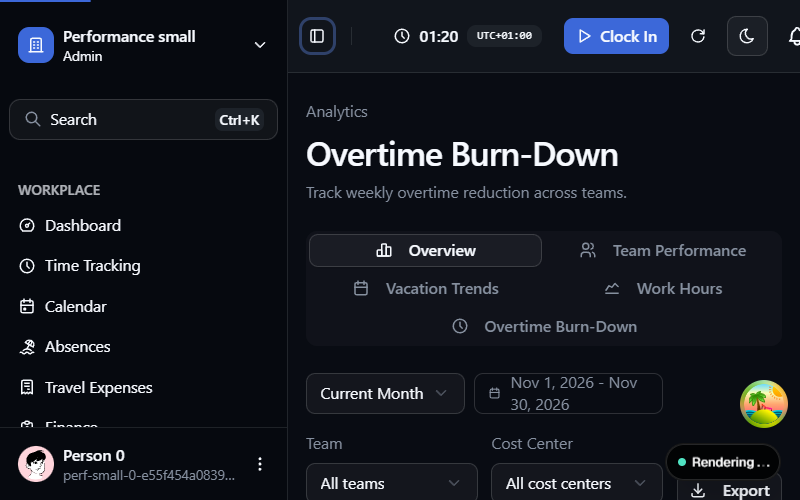 Performance small
Admin
Search
Ctrl+K
WORKPLACE
Dashboard
Time Tracking
Calendar
Absences
Travel Expenses
Finance
Person 0
perf-small-0-e55f454a0839...
01:20
UTC+01:00
Clock In
Analytics
Overtime Burn-Down
Track weekly overtime reduction across teams.
Overview
Team Performance
Vacation Trends
Work Hours
Overtime Burn-Down
Current Month
Nov 1, 2026 - Nov
30, 2026
Team
Cost Center
All teams
All cost centers
Rendering...
Export